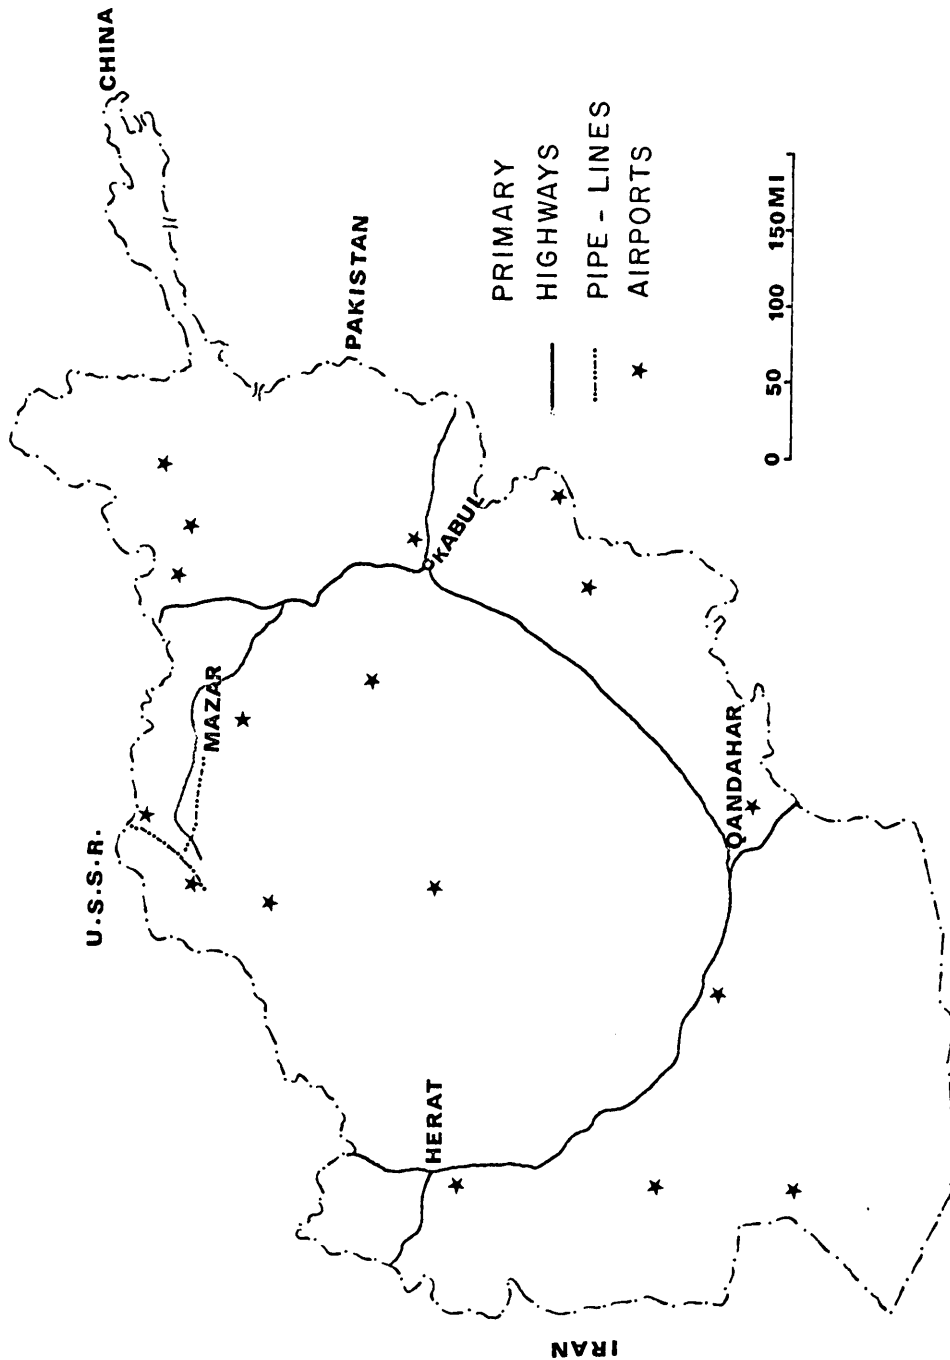 CHINA
U.S.S.R.
MAZAR
PAKISTAN
KABUL
HERAT
QANDAHAR
IRAN
PRIMARY
HIGHWAYS
PIPE-LINES
AIRPORTS
0 50 100 150MI